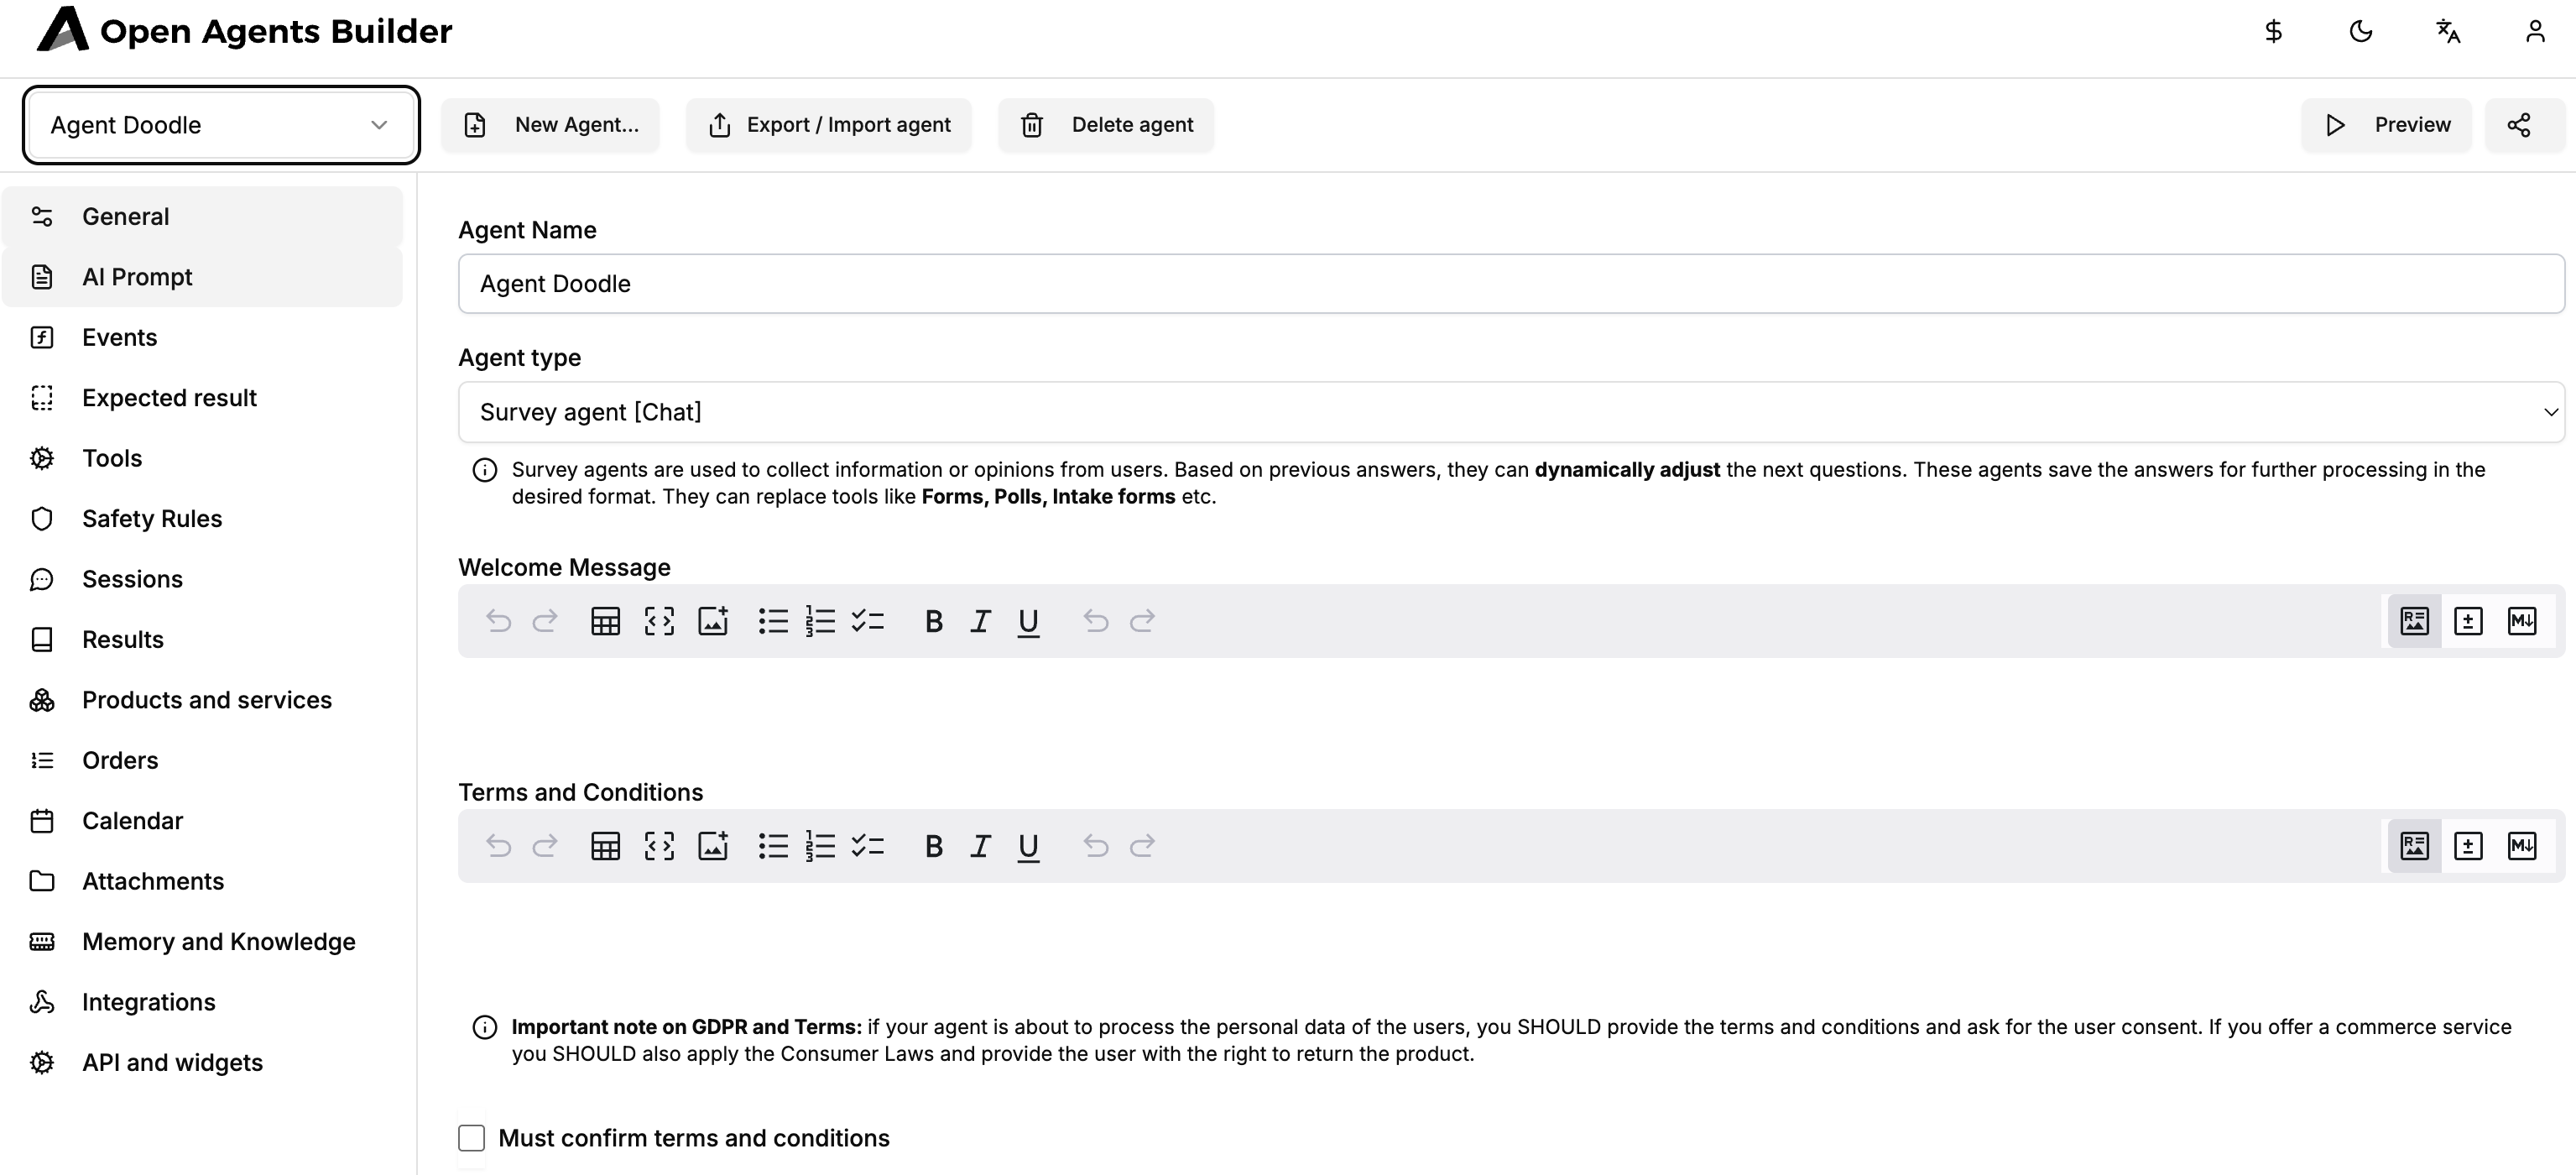 Open Agents Builder
Agent Doodle
New Agent...
Export / Import agent
Delete agent
Preview
General
AI Prompt
Events
Expected result
Tools
Safety Rules
Sessions
Results
Products and services
Orders
Calendar
Attachments
Memory and Knowledge
Integrations
API and widgets
Agent Name
Agent Doodle
Agent type
Survey agent [Chat]
Survey agents are used to collect information or opinions from users. Based on previous answers, they can dynamically adjust the next questions. These agents save the answers for further processing in the
desired format. They can replace tools like Forms, Polls, Intake forms etc.
Welcome Message
Terms and Conditions
Important note on GDPR and Terms: if your agent is about to process the personal data of the users, you SHOULD provide the terms and conditions and ask for the user consent. If you offer a commerce service
you SHOULD also apply the Consumer Laws and provide the user with the right to return the product.
Must confirm terms and conditions